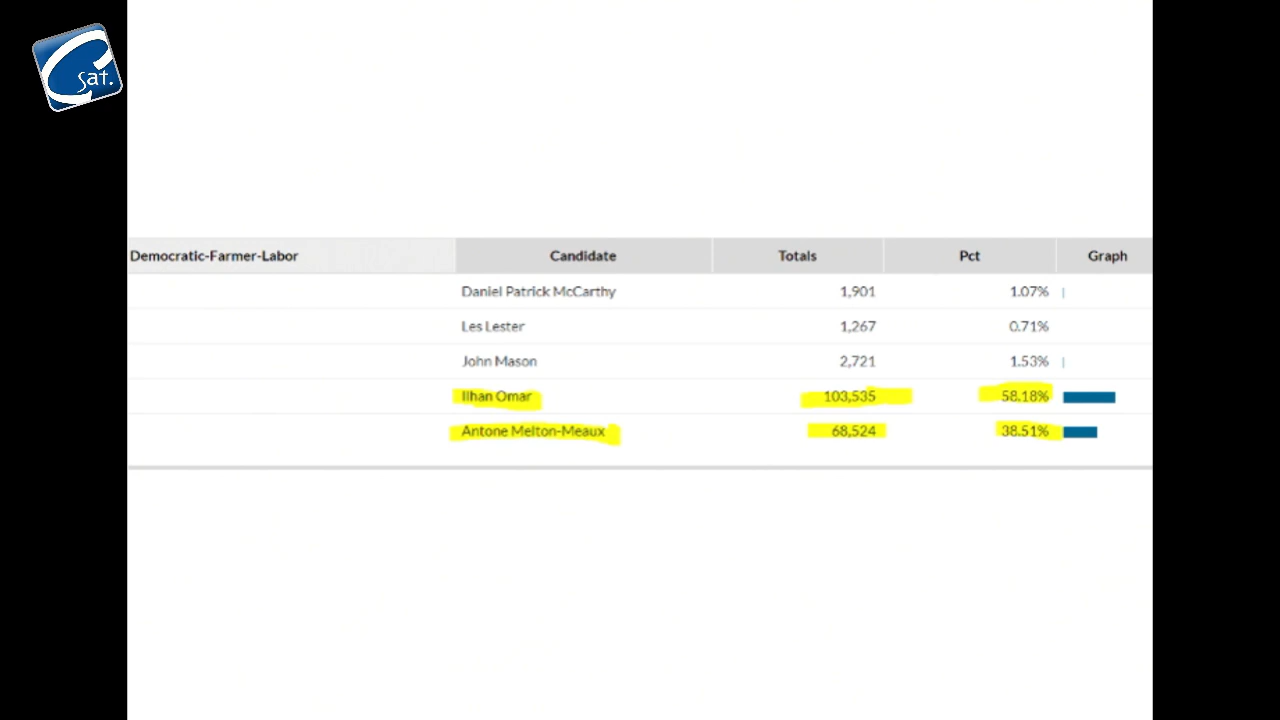 Sat.
Democratic-Farmer-Labor Candidate Totals Pct Graph
Daniel Patrick McCarthy 1,901 1.07%
Les Lester 1,267 0.71%
John Mason 2,721 1.53%
Ilhan Omar 103,535 58.18%
Antone Melton-Meaux 68,524 38.51%